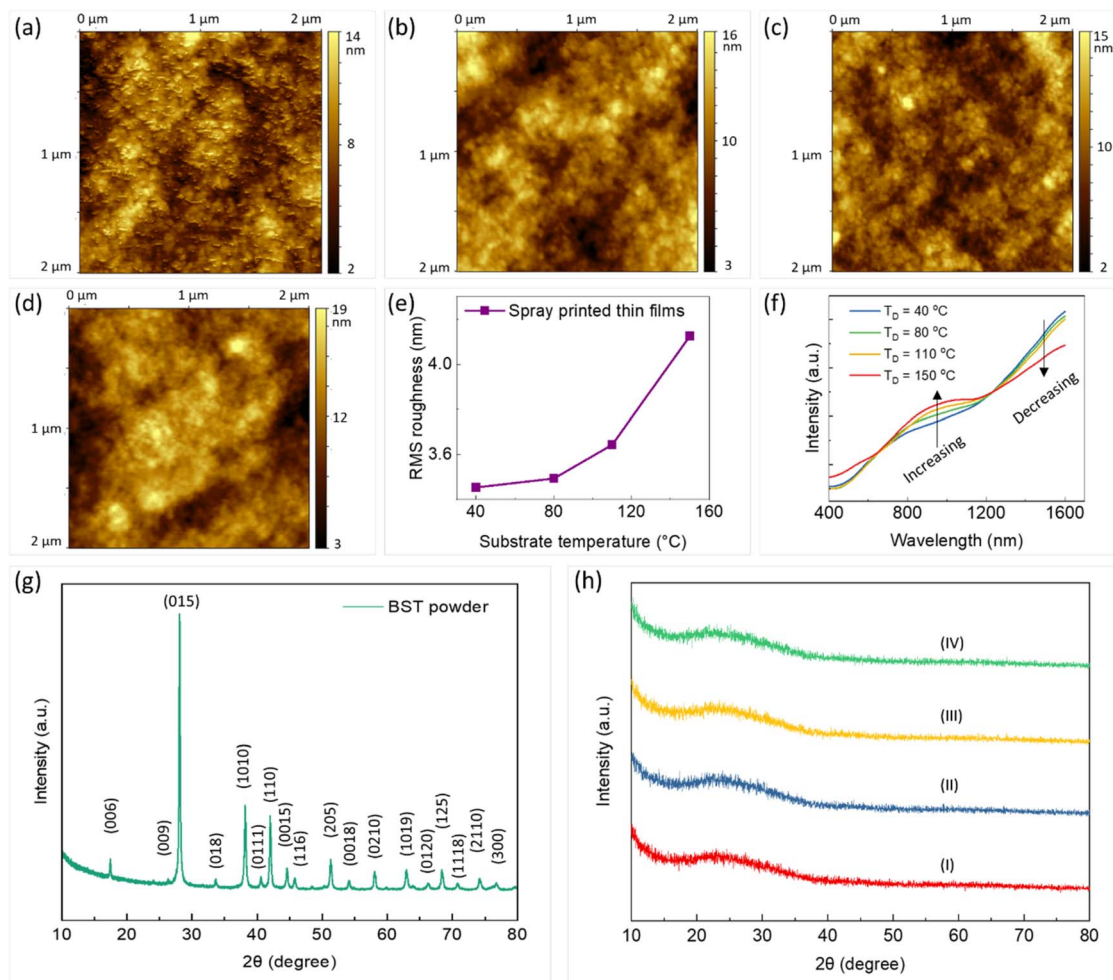 (a)
0 µm
1 µm
2 µm
14
nm
8
2
1 µm
2 µm
(b)
0 µm
1 µm
2 µm
16
nm
10
3
1 µm
2 µm
(c)
0 µm
1 µm
2 µm
15
nm
10
2
1 µm
2 µm
(d)
0 µm
1 µm
2 µm
19
nm
12
3
1 µm
2 µm
(e)
Spray printed thin films
RMS roughness (nm)
4.0
3.6
40
80
120
160
Substrate temperature (°C)
(f)
T_D = 40 °C
T_D = 80 °C
T_D = 110 °C
T_D = 150 °C
Increasing
Decreasing
Intensity (a.u.)
400
800
1200
1600
Wavelength (nm)
(g)
BST powder
(006)
(009)
(015)
(018)
(1010)
(0111)
(110)
(0015)
(116)
(205)
(0018)
(0210)
(1019)
(0120)
(125)
(1118)
(2110)
(300)
Intensity (a.u.)
10 20 30 40 50 60 70 80
2θ (degree)
(h)
(IV)
(III)
(II)
(I)
Intensity (a.u.)
10 20 30 40 50 60 70 80
2θ (degree)